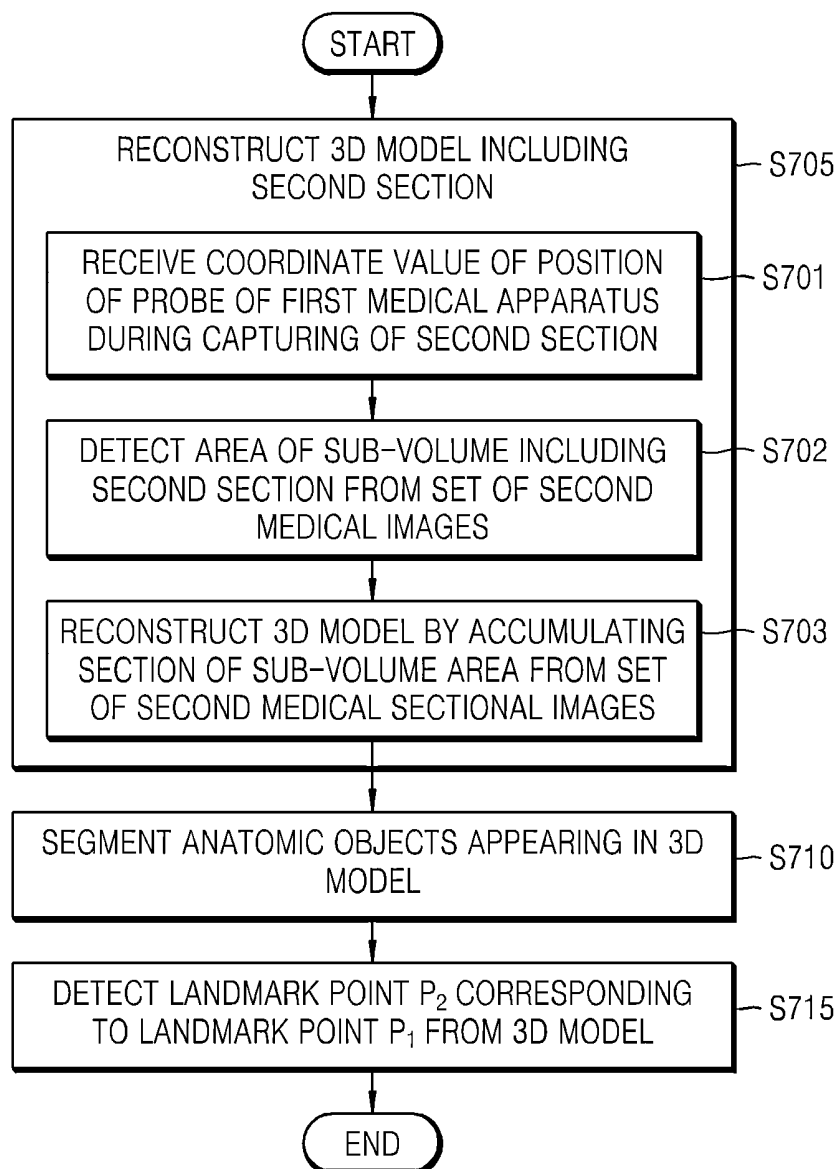 START
RECONSTRUCT 3D MODEL INCLUDING
SECOND SECTION
S705
RECEIVE COORDINATE VALUE OF POSITION
OF PROBE OF FIRST MEDICAL APPARATUS
DURING CAPTURING OF SECOND SECTION
S701
DETECT AREA OF SUB-VOLUME INCLUDING
SECOND SECTION FROM SET OF SECOND
MEDICAL IMAGES
S702
RECONSTRUCT 3D MODEL BY ACCUMULATING
SECTION OF SUB-VOLUME AREA FROM SET
OF SECOND MEDICAL SECTIONAL IMAGES
S703
SEGMENT ANATOMIC OBJECTS APPEARING IN 3D
MODEL
S710
DETECT LANDMARK POINT P₂ CORRESPONDING
TO LANDMARK POINT P₁ FROM 3D MODEL
S715
END